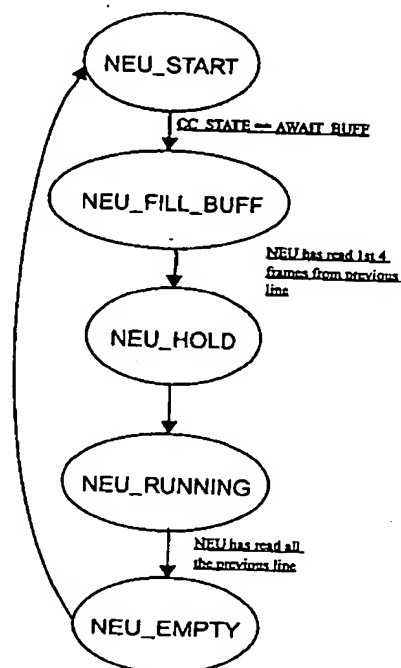 NEU_START
CC_STATE == AWAIT_BUFF
NEU_FILL_BUFF
NEU has read 1st 4
frames from previous
line
NEU_HOLD
NEU_RUNNING
NEU has read all
the previous line
NEU_EMPTY